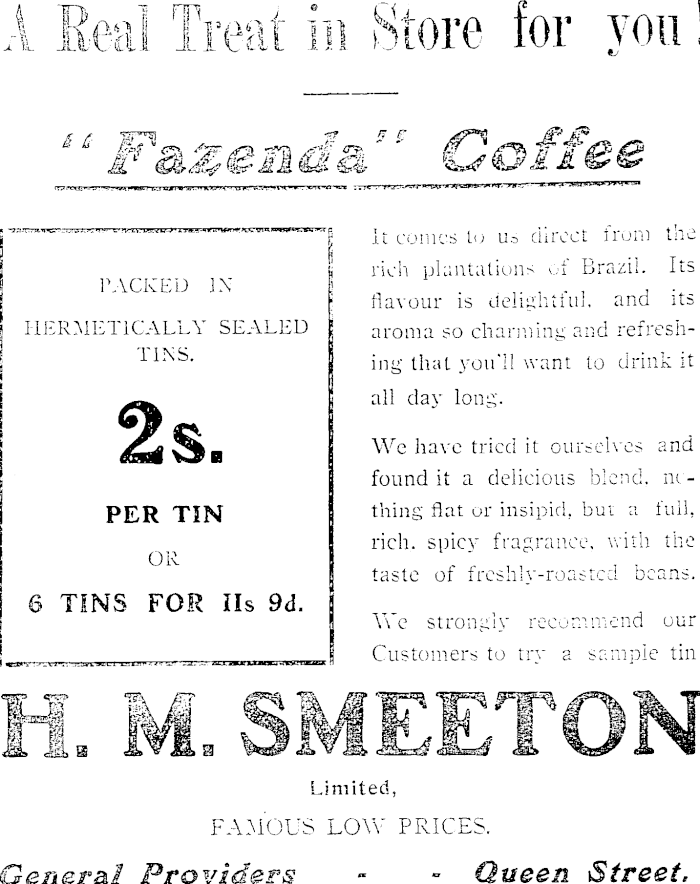 A Real Treat in Store for you!
"Fazenda" Coffee
PACKED IN
HERMETICALLY SEALED
TINS.
2s.
PER TIN
OR
6 TINS FOR IIs 9d.
It comes to us direct from the
rich plantations of Brazil. Its
flavour is delightful, and its
aroma so charming and refresh-
ing that you'll want to drink it
all day long.
We have tried it ourselves and
found it a delicious blend, no-
thing flat or insipid, but a full,
rich, spicy fragrance, with the
taste of freshly-roasted beans.
We strongly recommend our
Customers to try a sample tin
H. M. SMEETON
Limited,
FAMOUS LOW PRICES.
General Providers - - Queen Street.